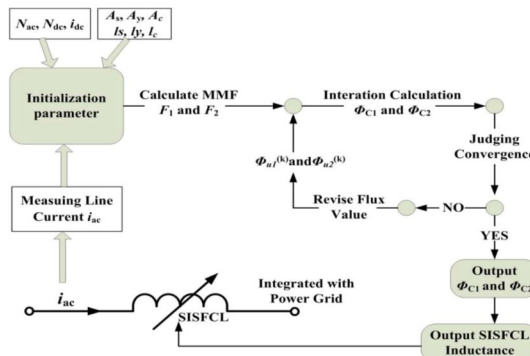 Nac, Ndc, idc
As, Ay, Ac
ls, ly, lc
Initialization
parameter
Calculate MMF
F1 and F2
Interation Calculation
ΦC1 and ΦC2
Judging
Convergence
Φu1(k) and Φu2(k)
Revise Flux
Value
NO
YES
Measuing Line
Current iac
Output
ΦC1 and ΦC2
iac
SISFCL
Integrated with
Power Grid
Output SISFCL
Inductance